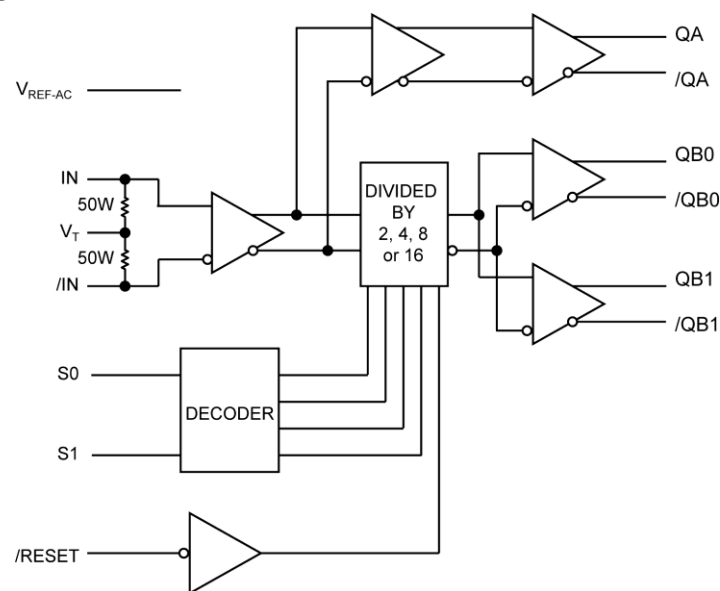 QA
/QA
VREF-AC
IN
50W
VT
50W
/IN
DIVIDED
BY
2, 4, 8
or 16
QB0
/QB0
QB1
/QB1
S0
DECODER
S1
/RESET